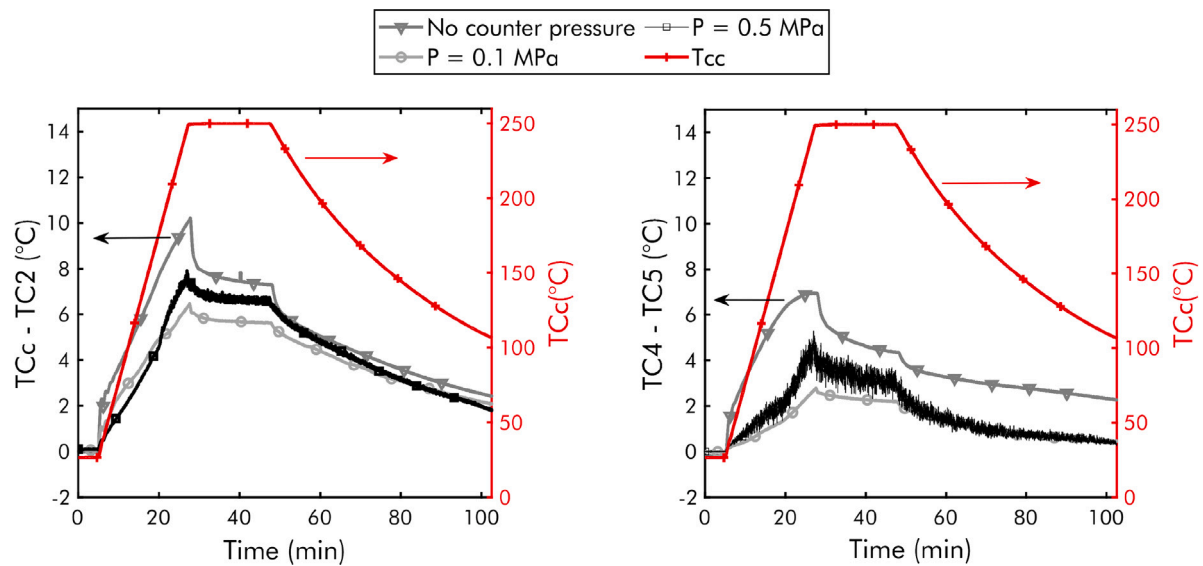 No counter pressure
P = 0.5 MPa
P = 0.1 MPa
Tcc
14
12
10
8
6
4
2
0
-2
TCc - TC2 (°C)
250
200
150
100
50
0
TCc(°C)
0 20 40 60 80 100
Time (min)
14
12
10
8
6
4
2
0
-2
TC4 - TC5 (°C)
250
200
150
100
50
0
TCc(°C)
0 20 40 60 80 100
Time (min)